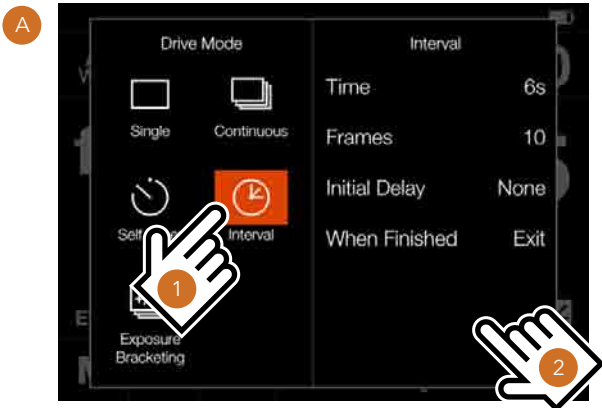 A
Drive Mode
Interval
Single
Continuous
Interval
Exposure
Bracketing
Time 6s
Frames 10
Initial Delay None
When Finished Exit
1
2